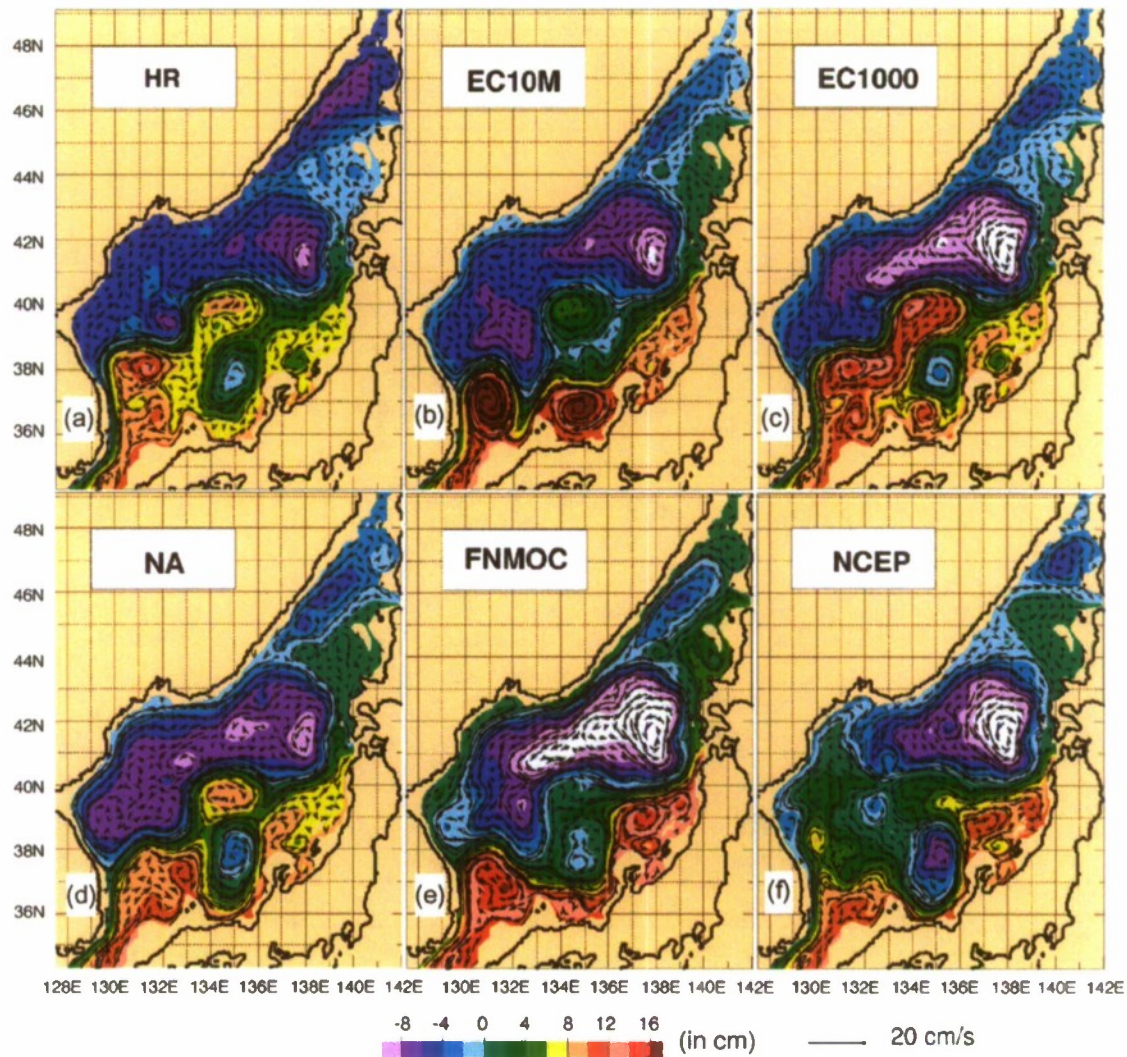 48N
46N
44N
42N
40N
38N
36N
HR
EC10M
EC1000
(a)
(b)
(c)
48N
46N
44N
42N
40N
38N
36N
NA
FNMOC
NCEP
(d)
(e)
(f)
128E 130E 132E 134E 136E 138E 140E 142E 130E 132E 134E 136E 138E 142E 130E 132E 134E 136E 138E 140E 142E
-8 -4 0 4 8 12 16 (in cm) 20 cm/s